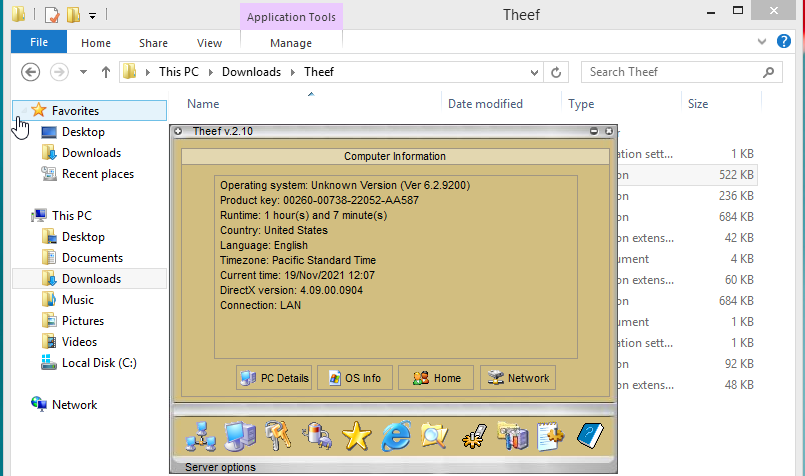 Application Tools
Theef
File
Home
Share
View
Manage
This PC
Downloads
Theef
Search Theef
Favorites
Desktop
Downloads
Recent places
This PC
Desktop
Documents
Downloads
Music
Pictures
Videos
Local Disk (C:)
Network
Name
Date modified
Type
Size
ation sett... 1 KB
on 522 KB
on 236 KB
on 684 KB
on extens... 42 KB
ument 4 KB
on extens... 60 KB
on 684 KB
cument 1 KB
ation sett... 1 KB
on 92 KB
on extens... 48 KB
Theef v.2.10
Computer Information
Operating system: Unknown Version (Ver 6.2.9200)
Product key: 00260-00738-22052-AA587
Runtime: 1 hour(s) and 7 minute(s)
Country: United States
Language: English
Timezone: Pacific Standard Time
Current time: 19/Nov/2021 12:07
DirectX version: 4.09.00.0904
Connection: LAN
PC Details
OS Info
Home
Network
Server options